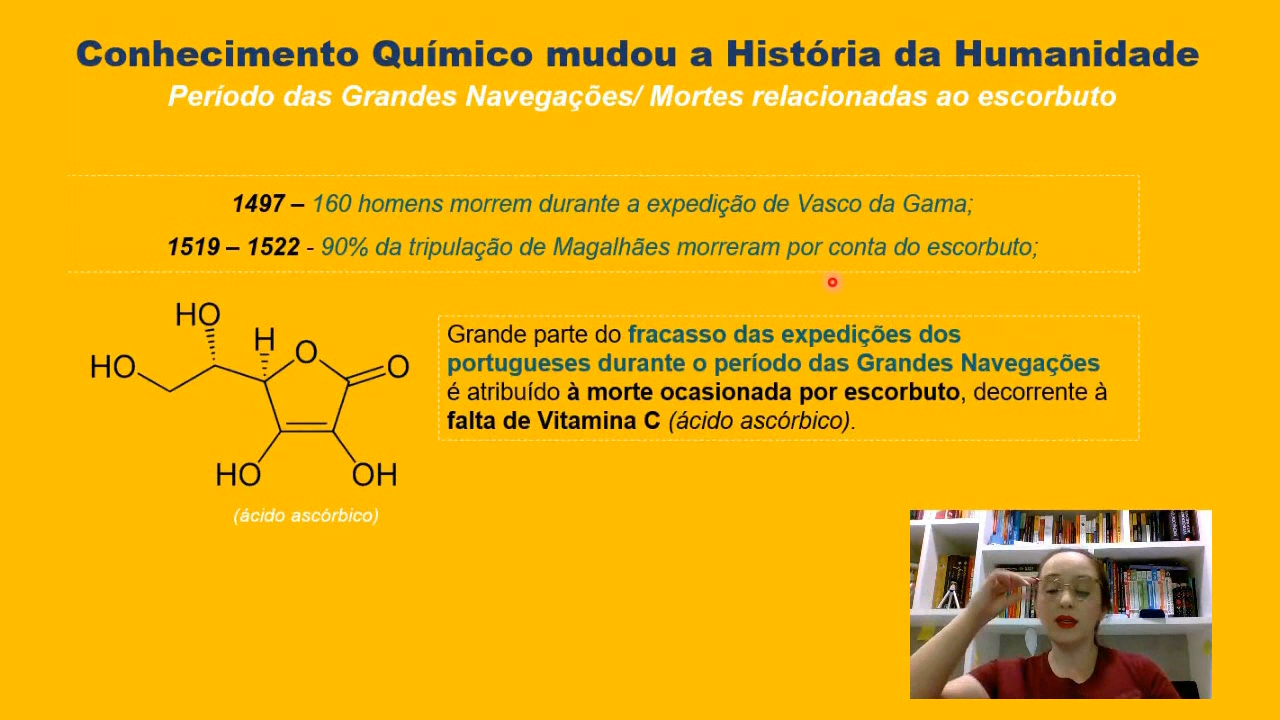 Conhecimento Químico mudou a História da Humanidade
Período das Grandes Navegações/ Mortes relacionadas ao escorbuto
1497 – 160 homens morrem durante a expedição de Vasco da Gama;
1519 – 1522 - 90% da tripulação de Magalhães morreram por conta do escorbuto;
HO
H
O
HO
O
HO
OH
Grande parte do fracasso das expedições dos
portugueses durante o período das Grandes Navegações
é atribuído à morte ocasionada por escorbuto, decorrente à
falta de Vitamina C (ácido ascórbico).
(ácido ascórbico)